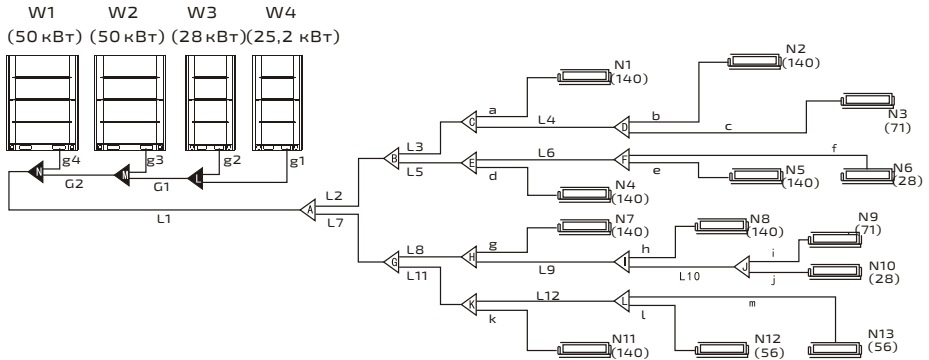 W1 W2 W3 W4
(50 кВт) (50 кВт) (28 кВт) (25,2 кВт)
N1
(140)
N2
(140)
N3
(71)
a
b
c
C
L4
D
g4 g3 g2 g1
N M L
G2 G1
L3
B
L5
E
d
L6
F
e
f
N4
(140)
N5
(140)
N6
(28)
L1
A
L2
L7
N7
(140)
N8
(140)
N9
(71)
g
h
i
L8
H
L9
I
L10
J
j
N10
(28)
G
L11
K
k
L12
L
l
m
N11
(140)
N12
(56)
N13
(56)